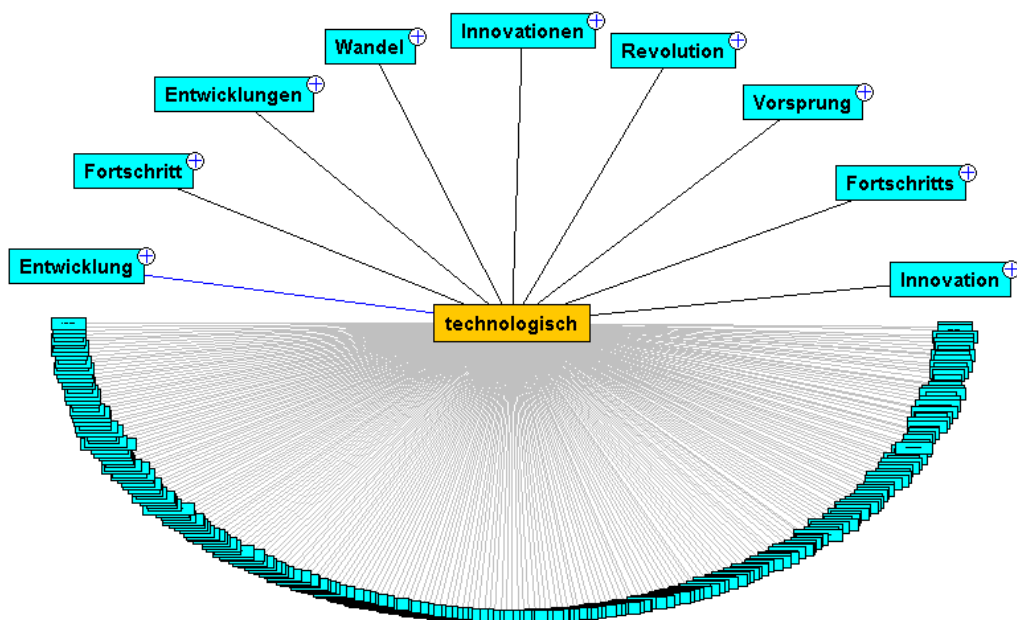 Innovationen
Wandel
Revolution
Entwicklungen
Vorsprung
Fortschritt
Fortschritts
Entwicklung
Innovation
technologisch